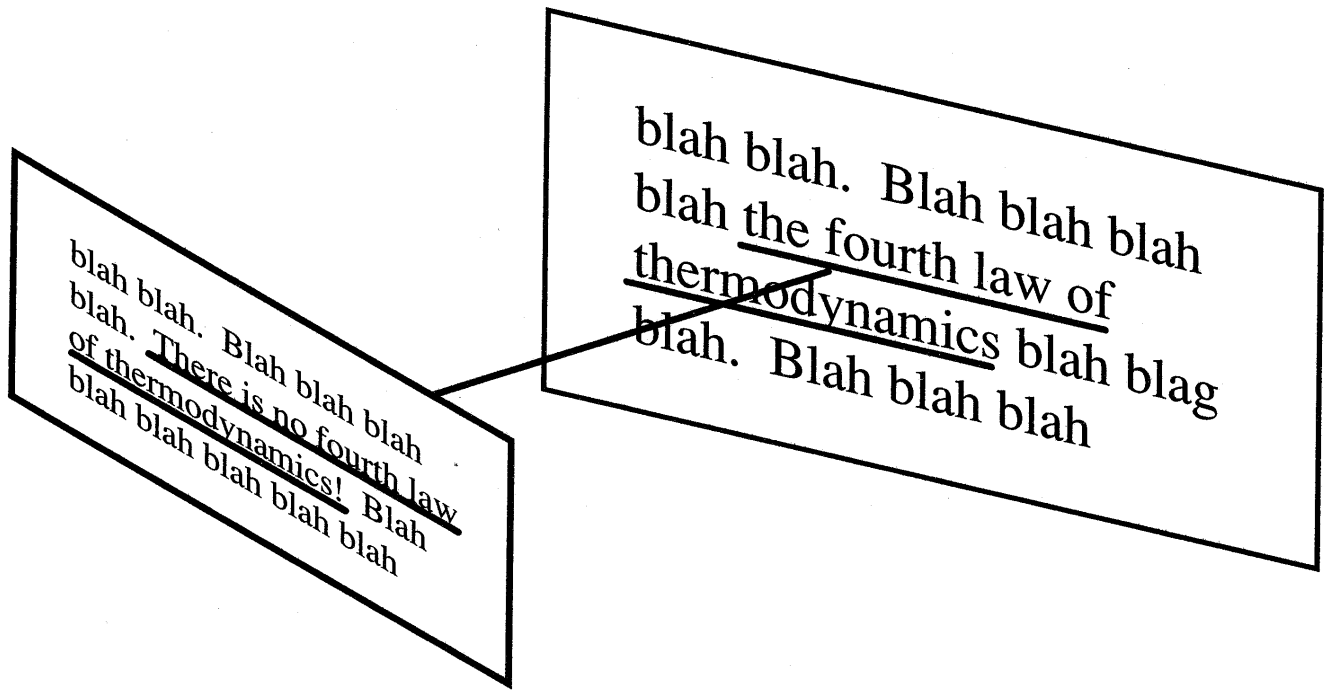 blah blah.  Blah blah blah
blah. There is no fourth law
of thermodynamics!  Blah
blah blah blah blah blah
blah blah.  Blah blah blah
blah the fourth law of
thermodynamics blah blag
blah.  Blah blah blah